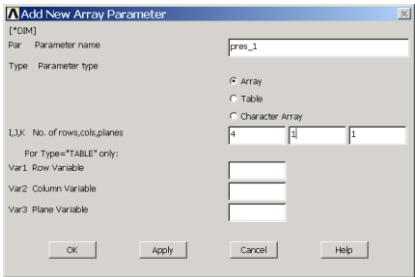 Add New Array Parameter
[*DIM]
Par Parameter name pres_1
Type Parameter type
Array
Table
Character Array
I,J,K No. of rows,cols,planes 4 1 1
For Type="TABLE" only:
Var1 Row Variable
Var2 Column Variable
Var3 Plane Variable
OK Apply Cancel Help